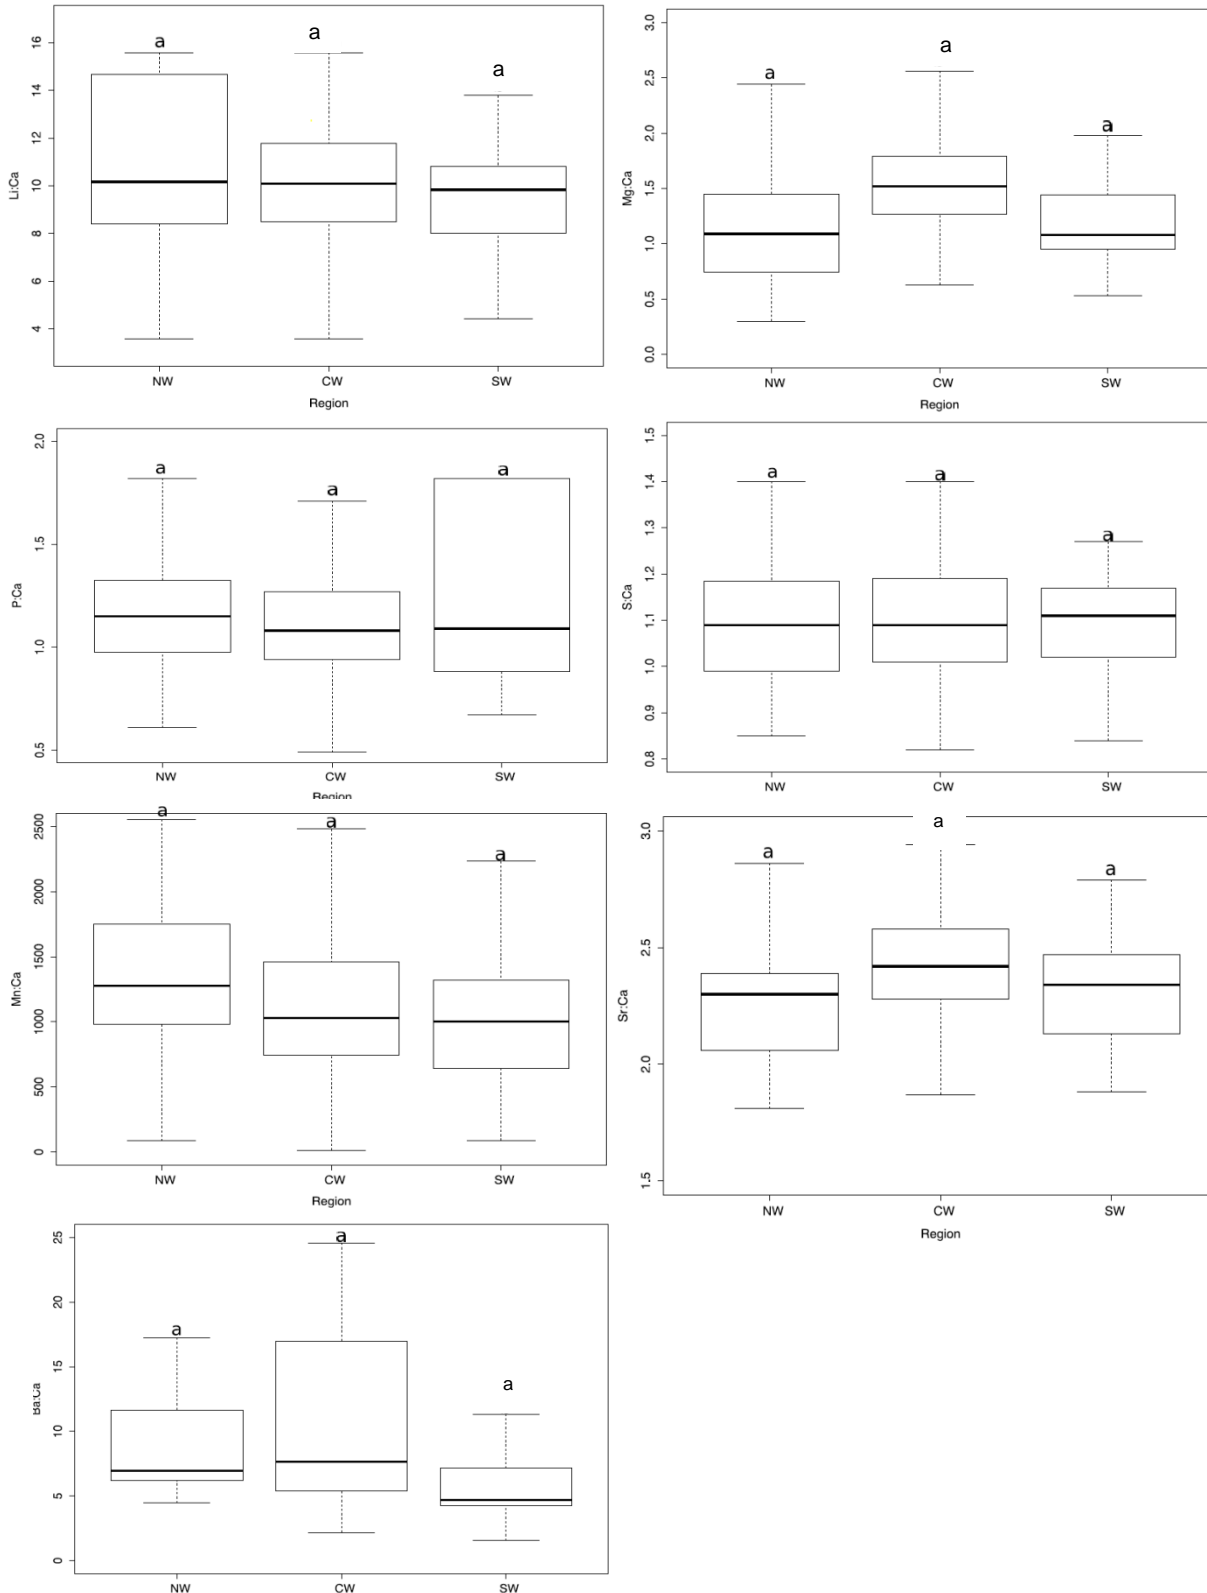 a a a
Li:Ca
16
14
12
10
8
6
4
NW CW SW
Region
a a a
Mg:Ca
3.0
2.5
2.0
1.5
1.0
0.5
0.0
NW CW SW
Region
a a a
P:Ca
2.0
1.5
1.0
0.5
NW CW SW
Region
a a a
S:Ca
1.5
1.4
1.3
1.2
1.1
1.0
0.9
0.8
NW CW SW
a a a
Mn:Ca
2500
2000
1500
1000
500
0
NW CW SW
Region
a a a
Sr:Ca
3.0
2.5
2.0
1.5
NW CW SW
Region
a a a
Ba:Ca
25
20
15
10
5
0
NW CW SW